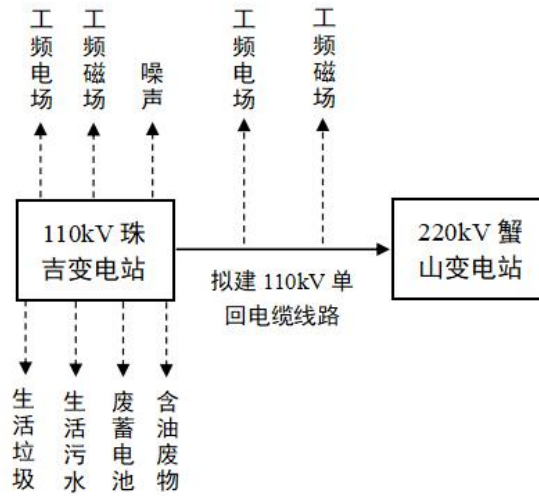 工频电场
工频磁场
噪声
工频电场
工频磁场
110kV 珠
吉变电站
220kV 蟹
山变电站
拟建 110kV 单
回电缆线路
生活垃圾
生活污水
废蓄电池
含油废物